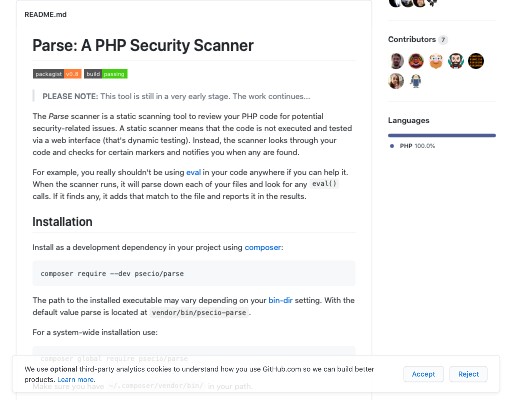 README.md
Parse: A PHP Security Scanner
packagist v0.8 build passing
PLEASE NOTE: This tool is still in a very early stage. The work continues...
The Parse scanner is a static scanning tool to review your PHP code for potential
security-related issues. A static scanner means that the code is not executed and tested
via a web interface (that's dynamic testing). Instead, the scanner looks through your
code and checks for certain markers and notifies you when any are found.
For example, you really shouldn't be using eval in your code anywhere if you can help it.
When the scanner runs, it will parse down each of your files and look for any eval()
calls. If it finds any, it adds that match to the file and reports it in the results.
Installation
Install as a development dependency in your project using composer:
composer require --dev psecio/parse
The path to the installed executable may vary depending on your bin-dir setting. With the
default value parse is located at vendor/bin/psecio-parse.
For a system-wide installation use:
composer global require psecio/parse
Make sure you have ~/.composer/vendor/bin/ in your path.
We use optional third-party analytics cookies to understand how you use GitHub.com so we can build better
products. Learn more.
Accept
Reject
Contributors 7
Languages
PHP 100.0%